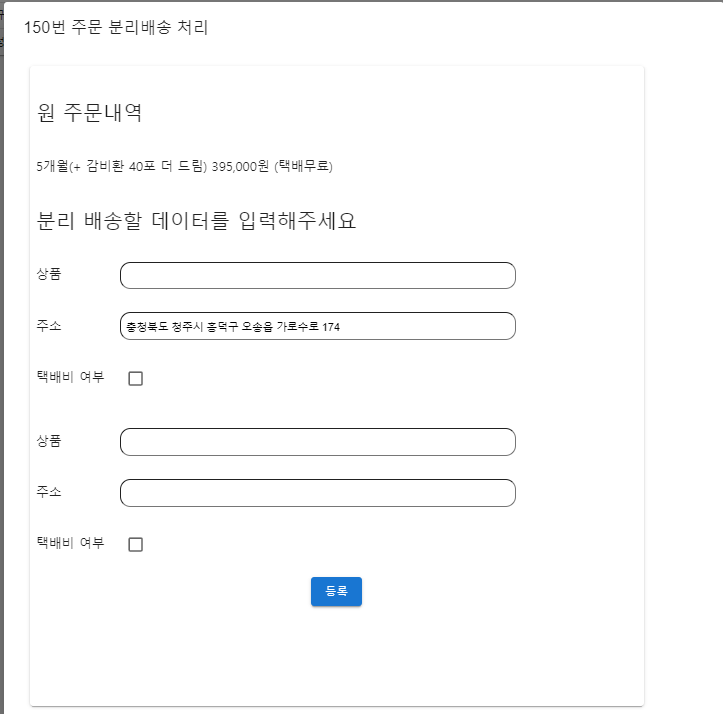 150번 주문 분리배송 처리
원 주문내역
5개월(+ 감비환 40포 더 드림) 395,000원 (택배무료)
분리 배송할 데이터를 입력해주세요
상품
주소 충청북도 청주시 흥덕구 오송읍 가로수로 174
택배비 여부
상품
주소
택배비 여부
등록